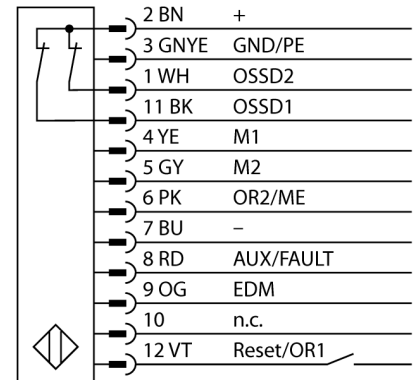 2 BN +
3 GNYE GND/PE
1 WH OSSD2
11 BK OSSD1
4 YE M1
5 GY M2
6 PK OR2/ME
7 BU –
8 RD AUX/FAULT
9 OG EDM
10 n.c.
12 VT Reset/OR1